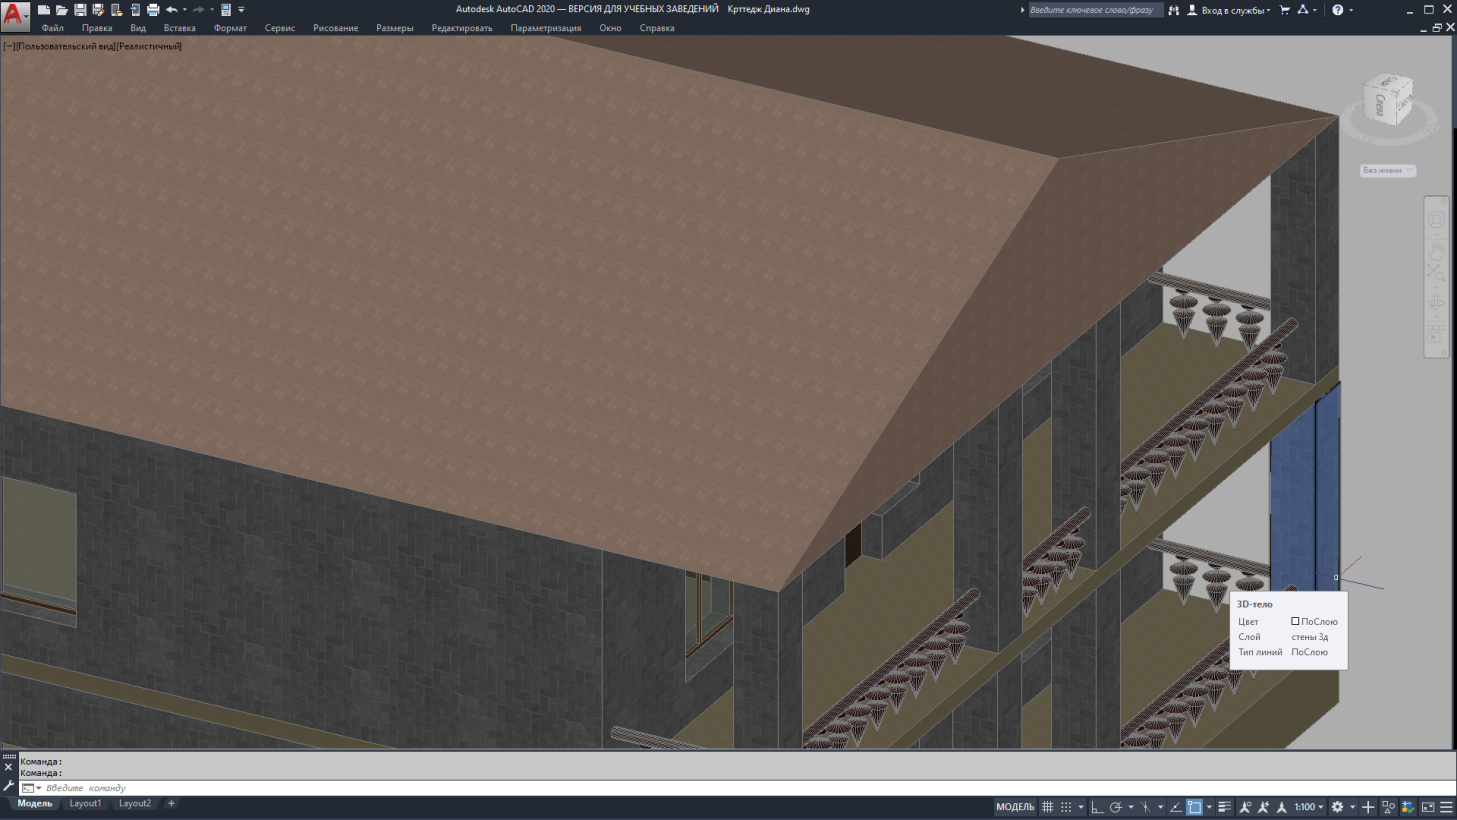 Autodesk AutoCAD 2020 — ВЕРСИЯ ДЛЯ УЧЕБНЫХ ЗАВЕДЕНИЙ Крттедж Диана.dwg
Введите ключевое слово/фразу
Вход в службы
Файл Правка Вид Вставка Формат Сервис Рисование Размеры Редактировать Параметризация Окно Справка
[−][Пользовательский вид][Реалистичный]
Слева
Без имени
3D-тело
Цвет ПоСлою
Слой стены 3д
Тип линий ПоСлою
Команда:
Команда:
Введите команду
Модель Layout1 Layout2 +
МОДЕЛЬ 1:100